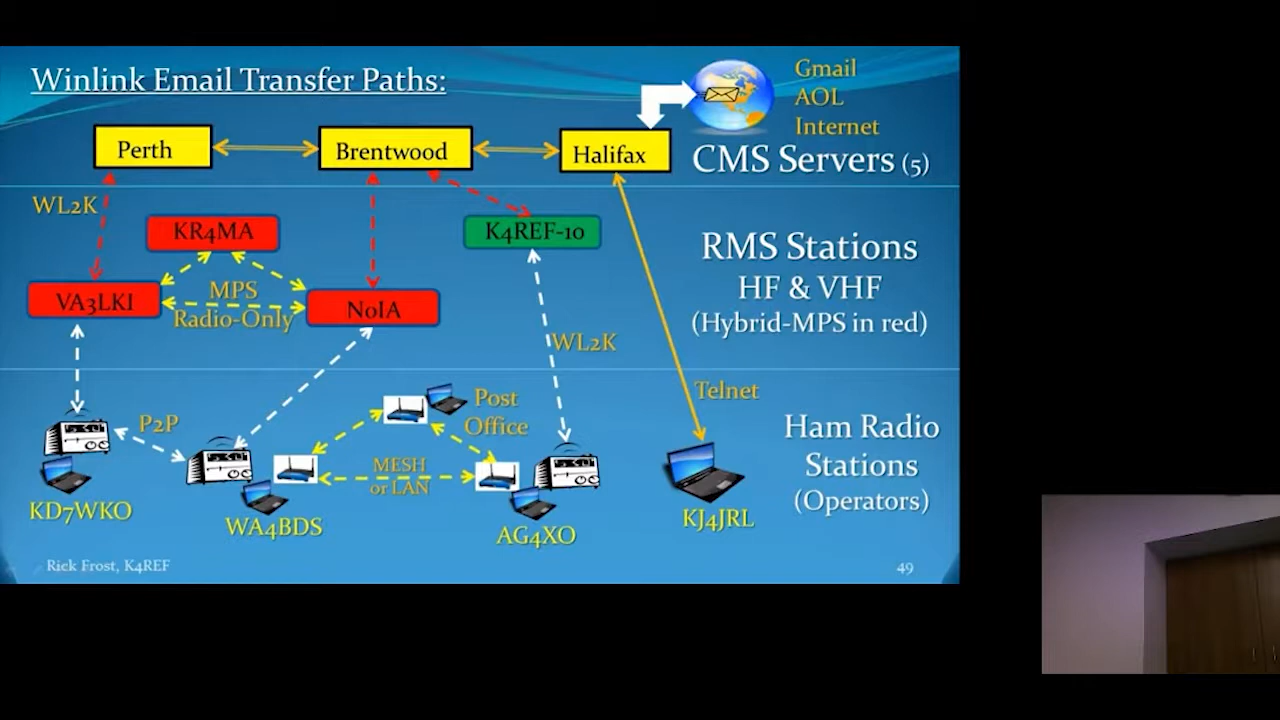 Winlink Email Transfer Paths:
Gmail
AOL
Internet
Perth
Brentwood
Halifax
CMS Servers (5)
WL2K
KR4MA
K4REF-10
RMS Stations
HF & VHF
(Hybrid-MPS in red)
VA3LKI
MPS
Radio-Only
N0IA
WL2K
Telnet
P2P
Post
Office
Ham Radio
Stations
(Operators)
MESH
or LAN
KD7WKO
WA4BDS
AG4XO
KJ4JRL
Rick Frost, K4REF
49